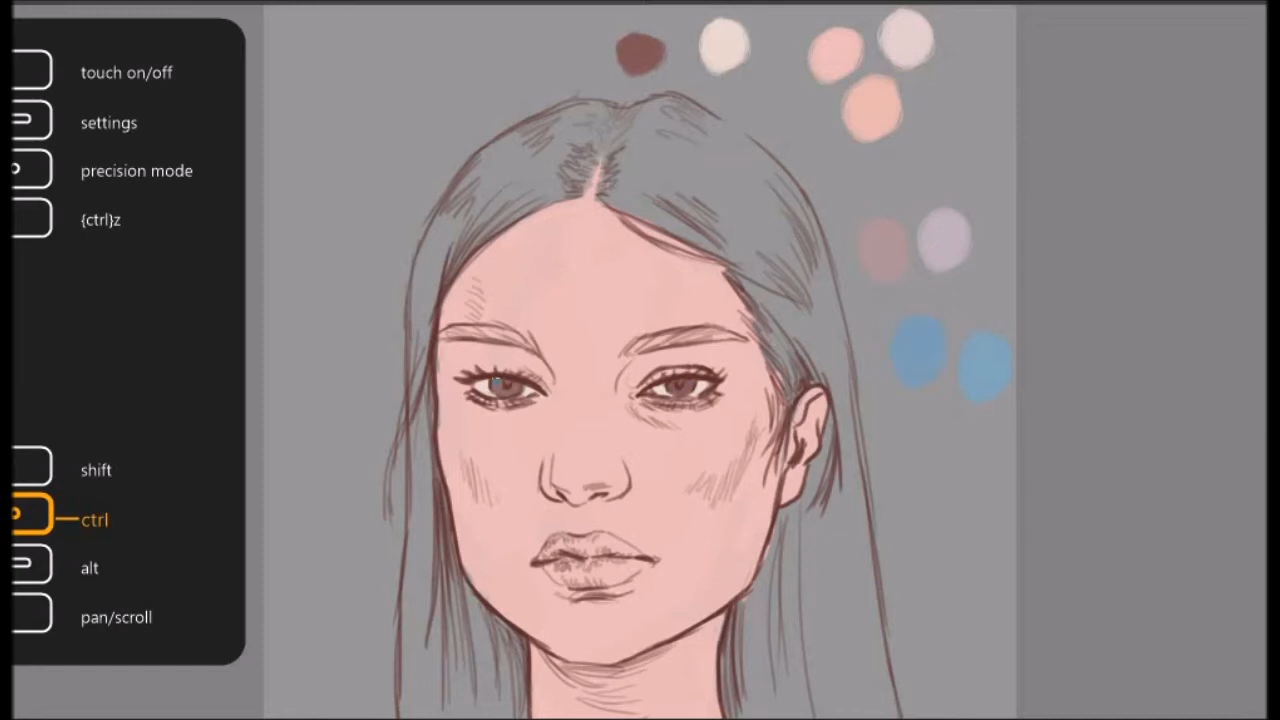 touch on/off
settings
precision mode
{ctrl}z
shift
ctrl
alt
pan/scroll